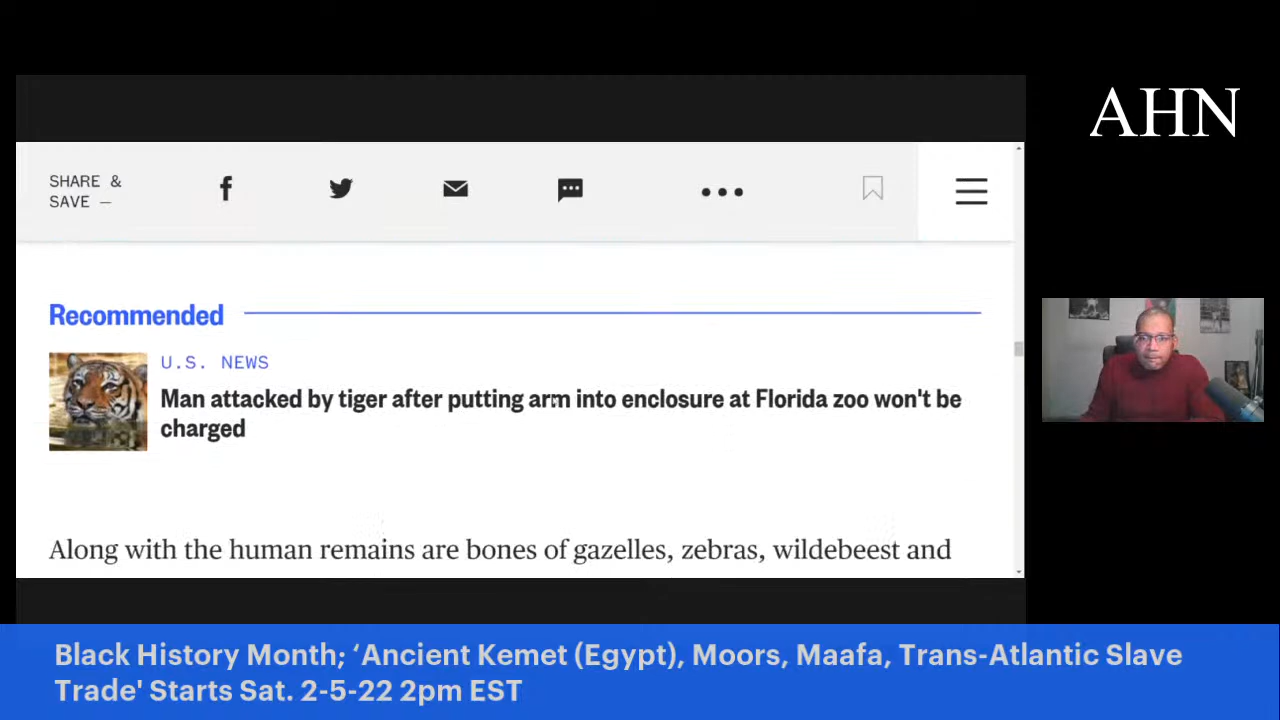 AHN
SHARE &
SAVE —
Recommended
U.S. NEWS
Man attacked by tiger after putting arm into enclosure at Florida zoo won't be
charged
Along with the human remains are bones of gazelles, zebras, wildebeest and
Black History Month; ‘Ancient Kemet (Egypt), Moors, Maafa, Trans-Atlantic Slave
Trade' Starts Sat. 2-5-22 2pm EST